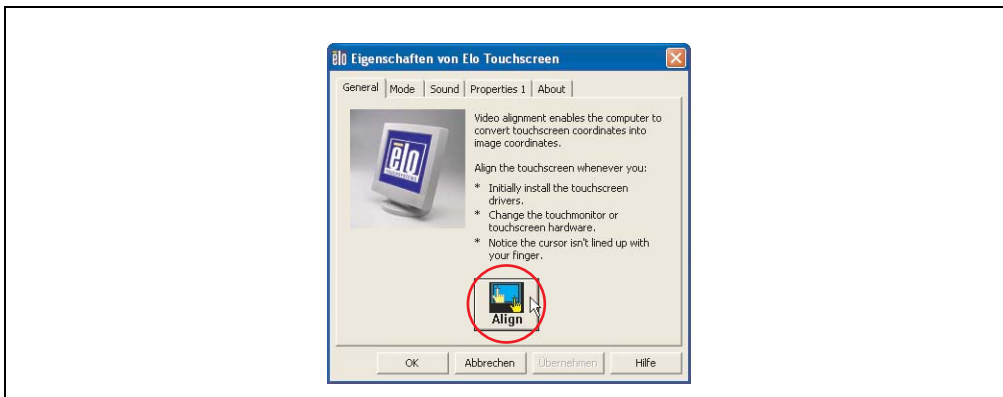 elo Eigenschaften von Elo Touchscreen
General Mode Sound Properties 1 About
elo
Video alignment enables the computer to
convert touchscreen coordinates into
image coordinates.
Align the touchscreen whenever you:
* Initially install the touchscreen
drivers.
* Change the touchmonitor or
touchscreen hardware.
* Notice the cursor isn't lined up with
your finger.
Align
OK Abbrechen Übernehmen Hilfe